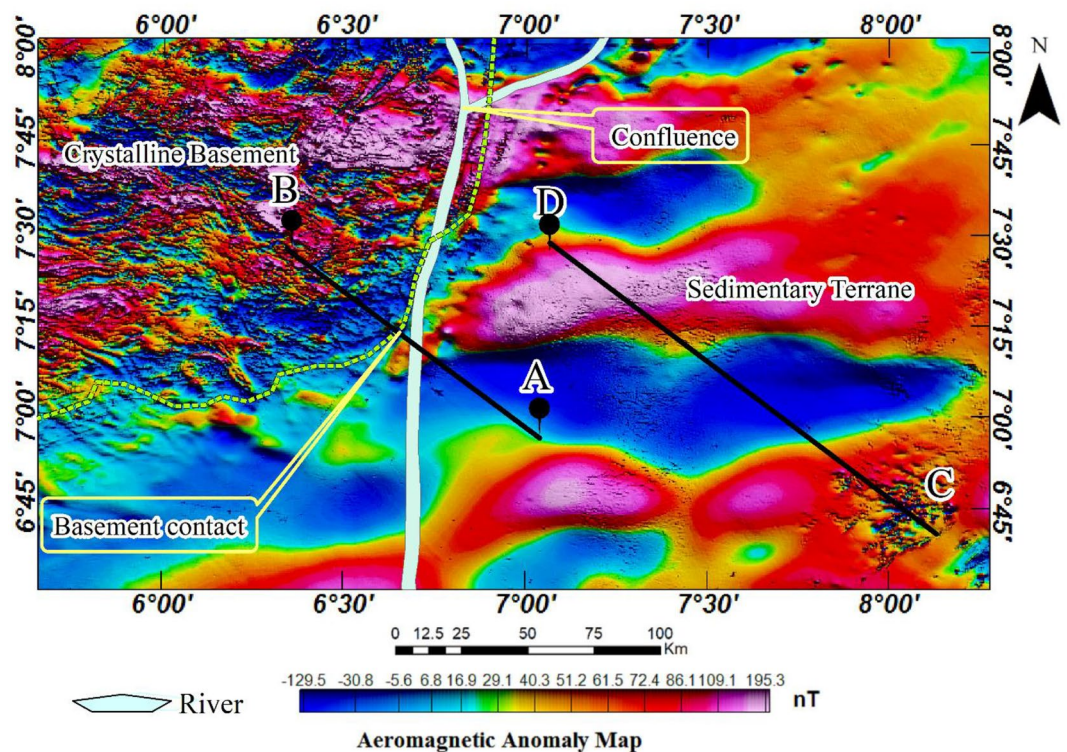 6°00' 6°30' 7°00' 7°30' 8°00'
N
8°00' 8°00'
7°45' 7°45'
Confluence
Crystalline Basement
B
D
7°30' 7°30'
Sedimentary Terrane
7°15' 7°15'
A
7°00' 7°00'
C
6°45' 6°45'
Basement contact
6°00' 6°30' 7°00' 7°30' 8°00'
0 12.5 25 50 75 100
Km
-129.5 -30.8 -5.6 6.8 16.9 29.1 40.3 51.2 61.5 72.4 86.1 109.1 195.3
River
nT
Aeromagnetic Anomaly Map